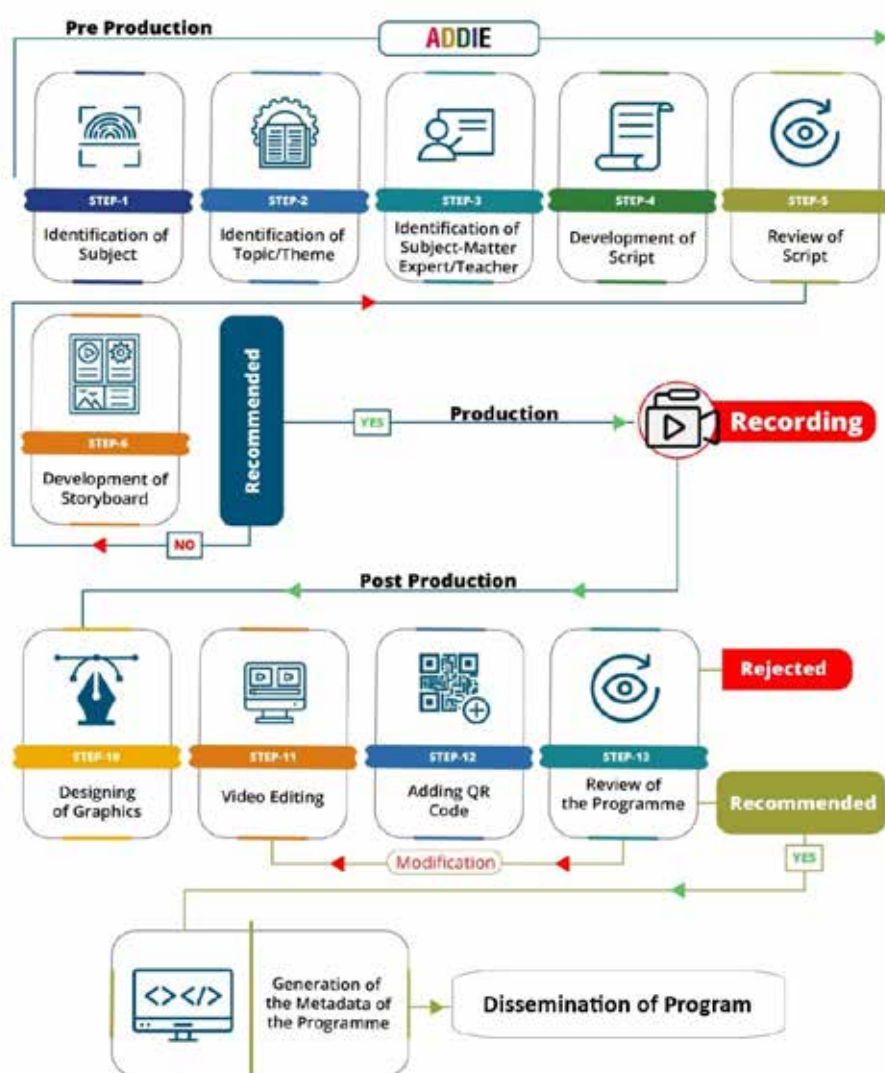 Pre Production
ADDIE
STEP-1
Identification of
Subject
STEP-2
Identification of
Topic/Theme
STEP-3
Identification of
Subject-Matter
Expert/Teacher
STEP-4
Development of
Script
STEP-5
Review of
Script
STEP-6
Development of
Storyboard
Recommended
YES
Production
Recording
NO
Post Production
STEP-10
Designing
of Graphics
STEP-11
Video Editing
STEP-12
Adding QR
Code
STEP-13
Review of
the Programme
Rejected
Recommended
YES
Modification
<></>
Generation of
the Metadata of
the Programme
Dissemination of Program